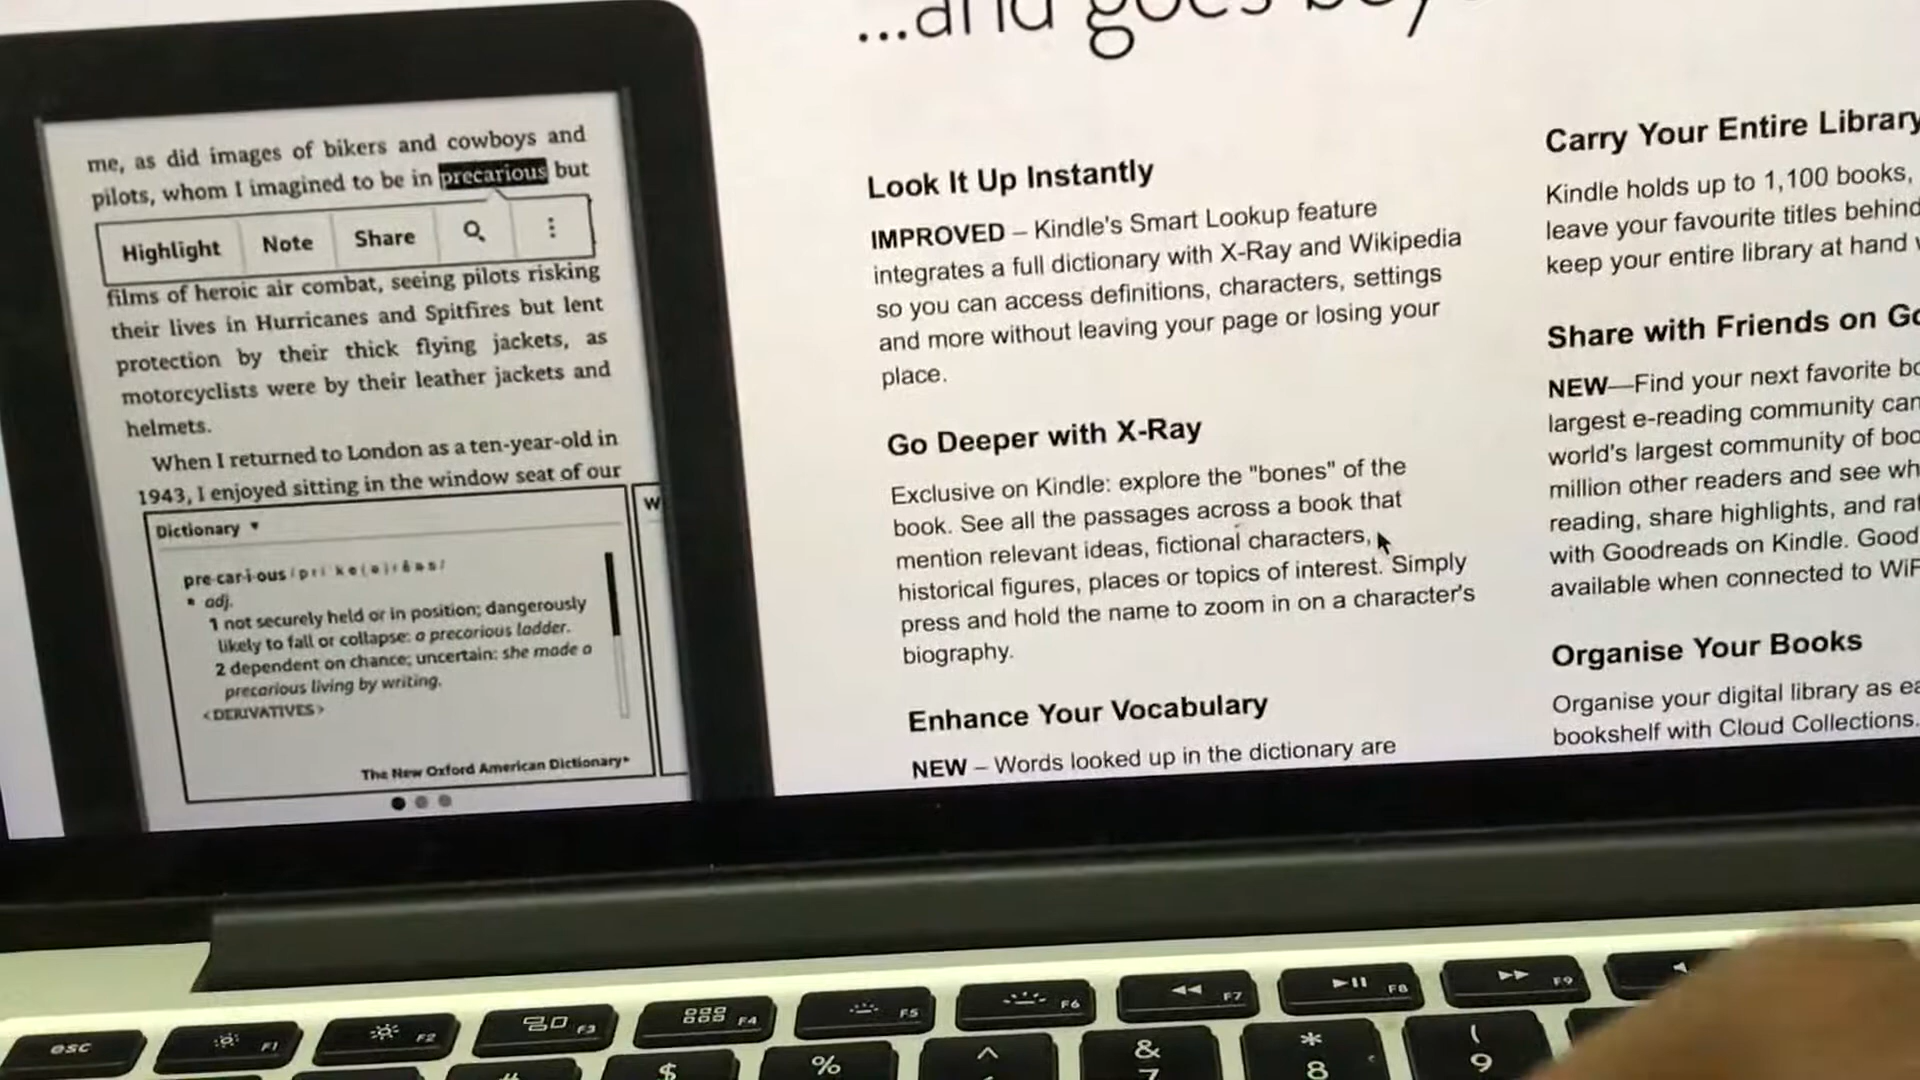 ...and goes
me, as did images of bikers and cowboys and
pilots, whom I imagined to be in precarious but
Highlight Note Share
films of heroic air combat, seeing pilots risking
their lives in Hurricanes and Spitfires but lent
protection by their thick flying jackets, as
motorcyclists were by their leather jackets and
helmets.
When I returned to London as a ten-year-old in
1943, I enjoyed sitting in the window seat of our
Dictionary
W
pre·car·i·ous
adj.
1 not securely held or in position; dangerously
likely to fall or collapse: a precarious ladder.
2 dependent on chance; uncertain: she made a
precarious living by writing.
<DERIVATIVES>
The New Oxford American Dictionary
Look It Up Instantly
IMPROVED – Kindle's Smart Lookup feature
integrates a full dictionary with X-Ray and Wikipedia
so you can access definitions, characters, settings
and more without leaving your page or losing your
place.
Go Deeper with X-Ray
Exclusive on Kindle: explore the "bones" of the
book. See all the passages across a book that
mention relevant ideas, fictional characters,
historical figures, places or topics of interest. Simply
press and hold the name to zoom in on a character's
biography.
Enhance Your Vocabulary
NEW – Words looked up in the dictionary are
Carry Your Entire Library
Kindle holds up to 1,100 books,
leave your favourite titles behind
keep your entire library at hand
Share with Friends on
NEW—Find your next favorite
largest e-reading community
world's largest community of
million other readers and see
reading, share highlights, and
with Goodreads on Kindle.
available when connected to
Organise Your Books
Organise your digital library as
bookshelf with Cloud Collections.
esc F1 F2 F3 F4 F5 F6 F7 F8 F9
$ % ^ & 7 * 8 ( 9